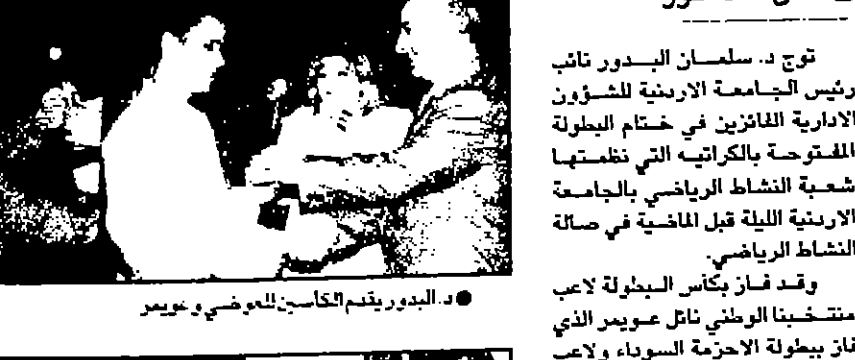 توج د. سلمان البدور نائب
رئيس الجامعة الاردنية للشؤون
الادارية الفائزين في ختام البطولة
المفتوحة بالكراتيه التي نظمتها
شعبة النشاط الرياضي بالجامعة
الاردنية الليلة قبل الماضية في صالة
النشاط الرياضي.
وقد فاز بكأس البطولة لاعب
منتخبنا الوطني نائل عويمر الذي
فاز ببطولة الاحزمة السوداء ولاعب
● د. البدور يقدم الكأسين للعوضي وعويمر